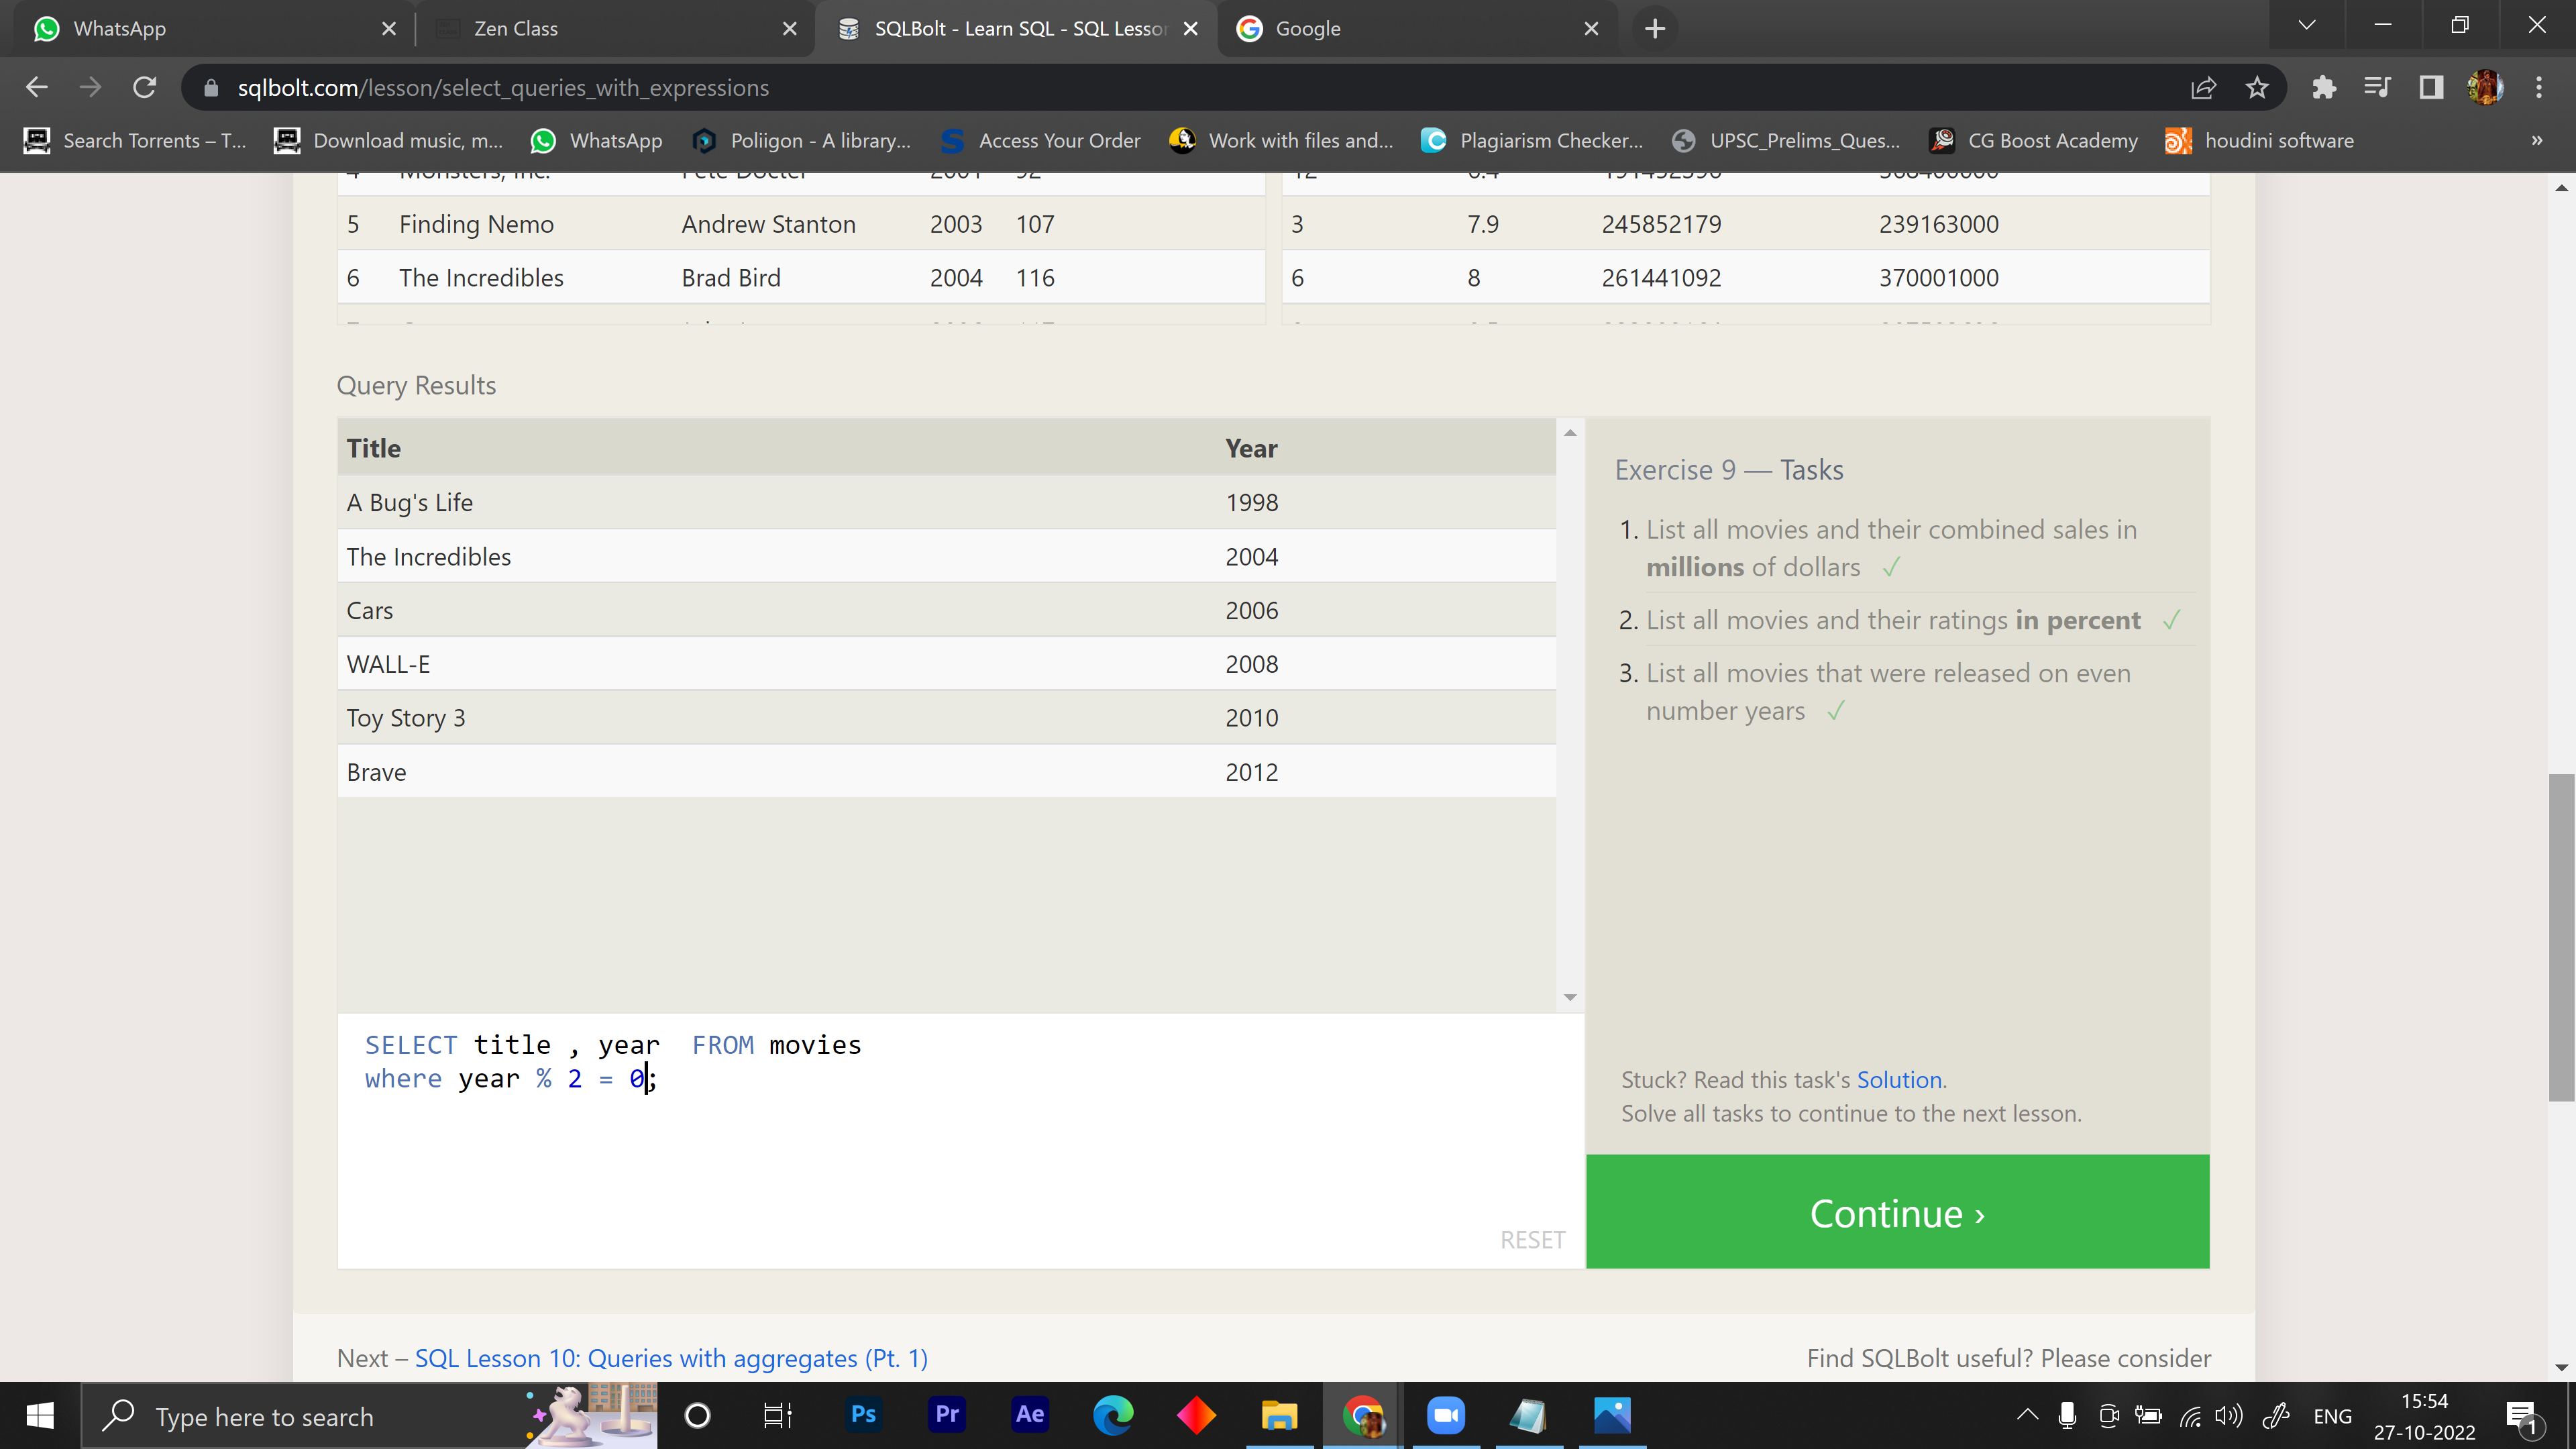 WhatsApp
Zen Class
SQLBolt - Learn SQL - SQL Lesso
Google
sqlbolt.com/lesson/select_queries_with_expressions
Search Torrents – T...
Download music, m...
WhatsApp
Poliigon - A library...
Access Your Order
Work with files and...
Plagiarism Checker...
UPSC_Prelims_Ques...
CG Boost Academy
houdini software
»
5 Finding Nemo Andrew Stanton 2003 107
3 7.9 245852179 239163000
6 The Incredibles Brad Bird 2004 116
6 8 261441092 370001000
Query Results
Title Year
A Bug's Life 1998
The Incredibles 2004
Cars 2006
WALL-E 2008
Toy Story 3 2010
Brave 2012
Exercise 9 — Tasks
1. List all movies and their combined sales in
millions of dollars ✓
2. List all movies and their ratings in percent ✓
3. List all movies that were released on even
number years ✓
SELECT title , year  FROM movies
where year % 2 = 0;
RESET
Stuck? Read this task's Solution.
Solve all tasks to continue to the next lesson.
Continue ›
Next – SQL Lesson 10: Queries with aggregates (Pt. 1)
Find SQLBolt useful? Please consider
Type here to search
Ps
Pr
Ae
ENG
15:54
27-10-2022
1